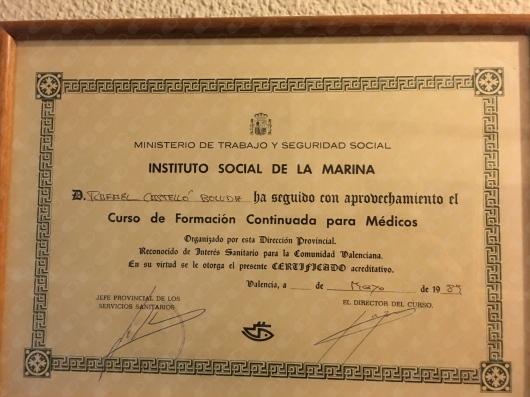 MINISTERIO DE TRABAJO Y SEGURIDAD SOCIAL
INSTITUTO SOCIAL DE LA MARINA
D. RAFAEL CASTELLÓ BOLUDA ha seguido con aprovechamiento el
Curso de Formación Continuada para Médicos
Organizado por esta Dirección Provincial.
Reconocido de Interés Sanitario para la Comunidad Valenciana.
En su virtud se le otorga el presente CERTIFICADO acreditativo.
Valencia, a de Mayo de 1989
JEFE PROVINCIAL DE LOS
SERVICIOS SANITARIOS
EL DIRECTOR DEL CURSO.